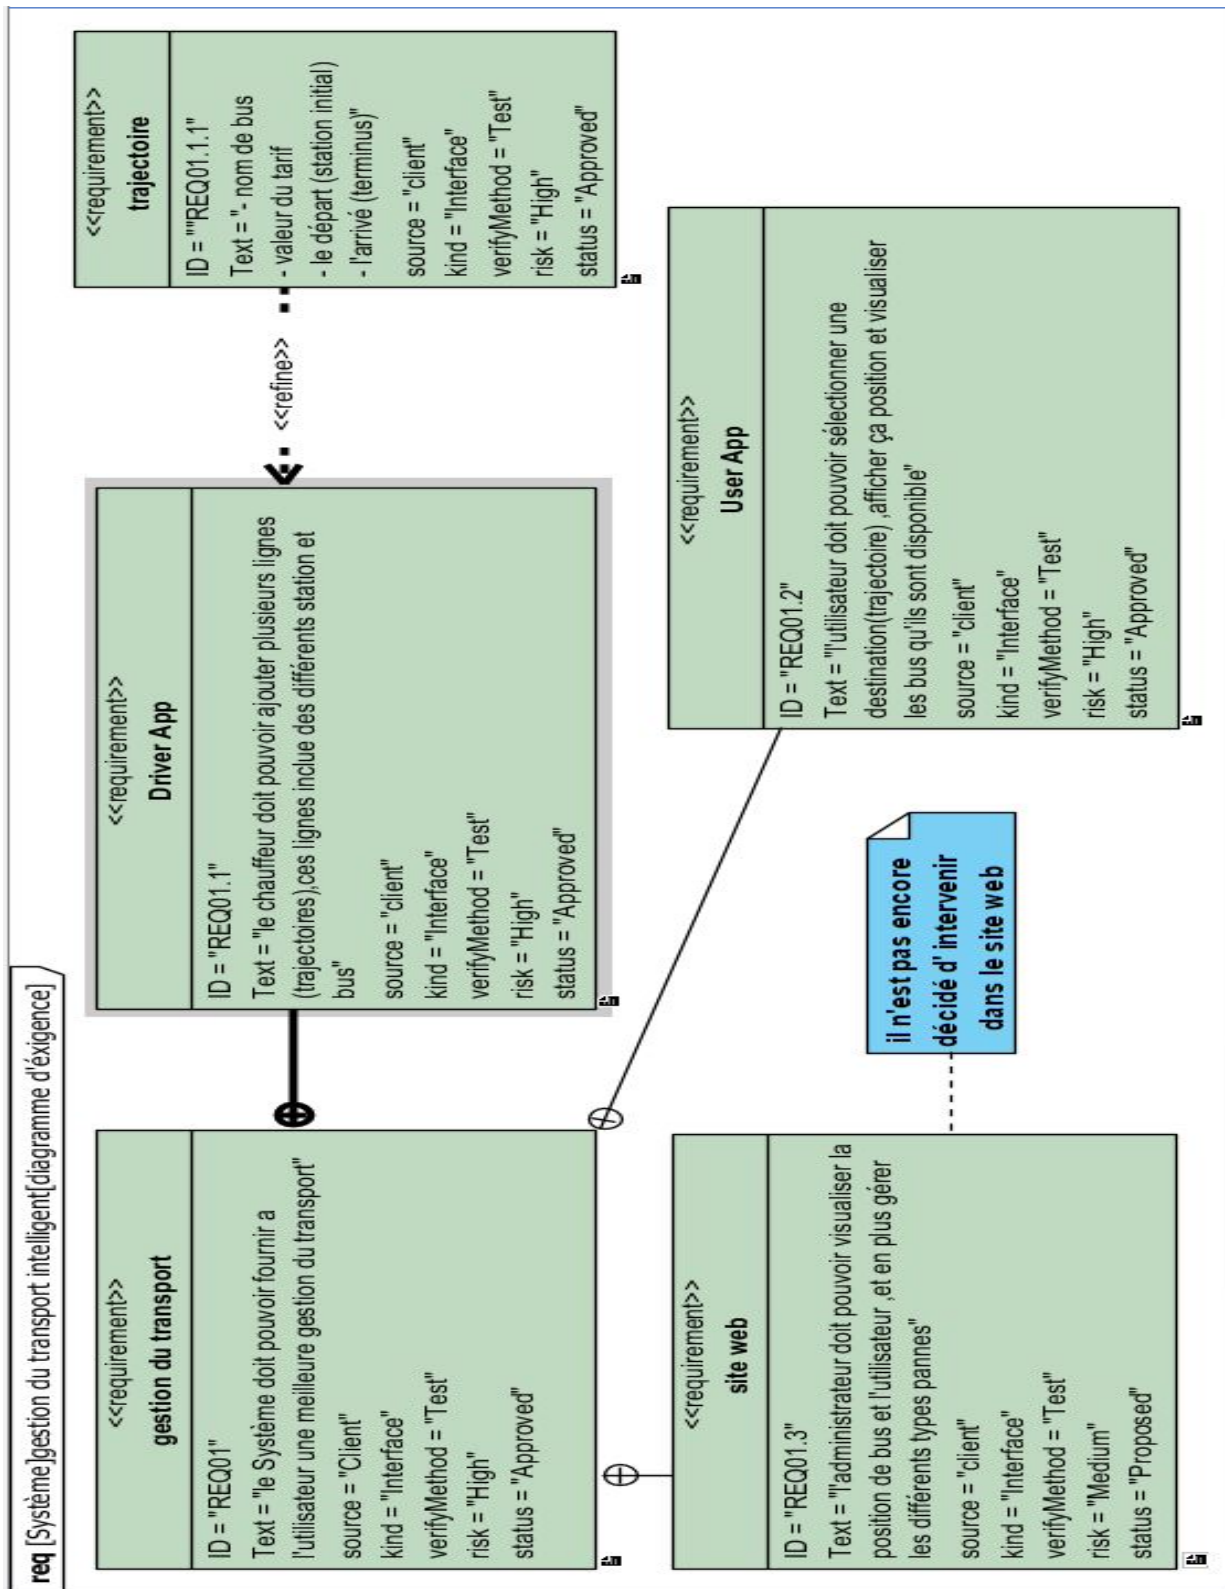 req [Système]gestion du transport intelligent[diagramme d'éxigence]
<<requirement>>
gestion du transport
ID = "REQ01"
Text = "le Système doit pouvoir fournir a
l'utilisateur une meilleure gestion du transport"
source = "Client"
kind = "Interface"
verifyMethod = "Test"
risk = "High"
status = "Approved"
<<requirement>>
Driver App
ID = "REQ01.1"
Text = "le chauffeur doit pouvoir ajouter plusieurs lignes
(trajectoires),ces lignes inclue des différents station et
bus"
source = "client"
kind = "Interface"
verifyMethod = "Test"
risk = "High"
status = "Approved"
<<refine>>
<<requirement>>
trajectoire
ID = ""REQ01.1.1"
Text = "- nom de bus
- valeur du tarif
- le départ (station initial)
- l'arrivé (terminus)"
source = "client"
kind = "Interface"
verifyMethod = "Test"
risk = "High"
status = "Approved"
<<requirement>>
site web
ID = "REQ01.3"
Text = "l'administrateur doit pouvoir visualiser la
position de bus et l'utilisateur ,et en plus gérer
les différents types pannes"
source = "client"
kind = "Interface"
verifyMethod = "Test"
risk = "Medium"
status = "Proposed"
il n'est pas encore
décidé d' intervenir
dans le site web
<<requirement>>
User App
ID = "REQ01.2"
Text = "l'utilisateur doit pouvoir sélectionner une
destination(trajectoire) ,afficher ça position et visualiser
les bus qu'ils sont disponible"
source = "client"
kind = "Interface"
verifyMethod = "Test"
risk = "High"
status = "Approved"